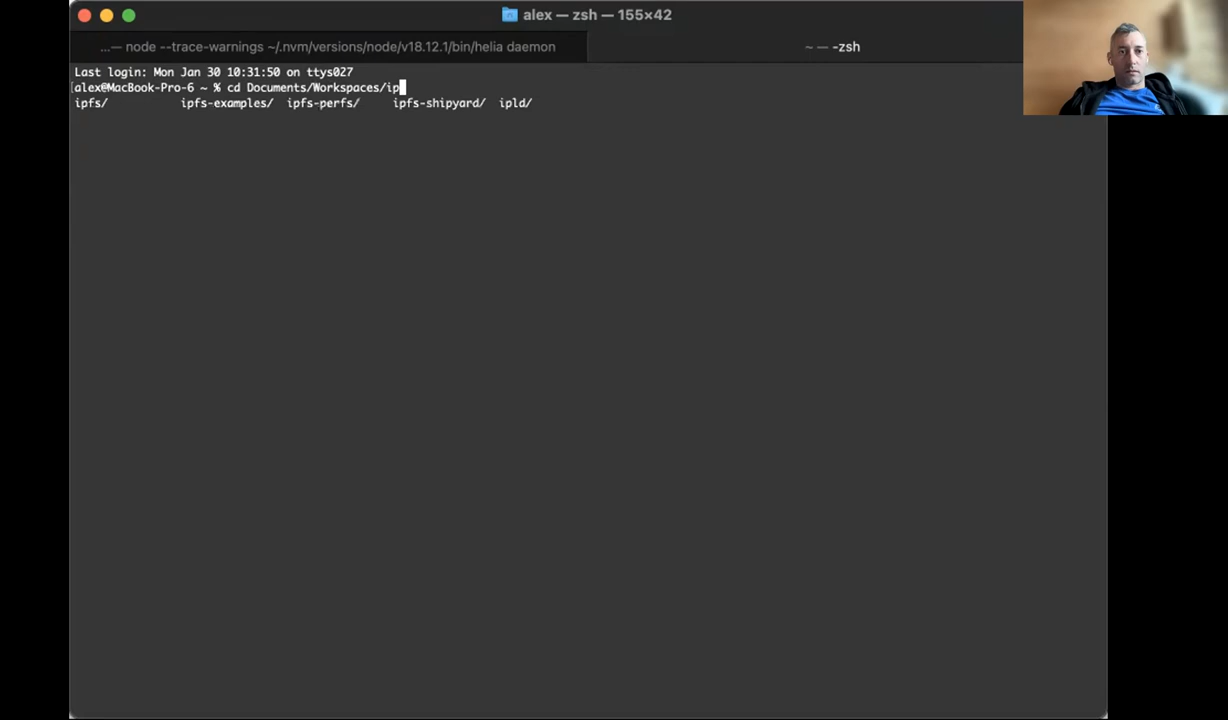 alex — zsh — 155×42
...— node --trace-warnings ~/.nvm/versions/node/v18.12.1/bin/helia daemon
~ — -zsh
Last login: Mon Jan 30 10:31:50 on ttys027
[alex@MacBook-Pro-6 ~ % cd Documents/Workspaces/ip
ipfs/ ipfs-examples/ ipfs-perfs/ ipfs-shipyard/ ipld/